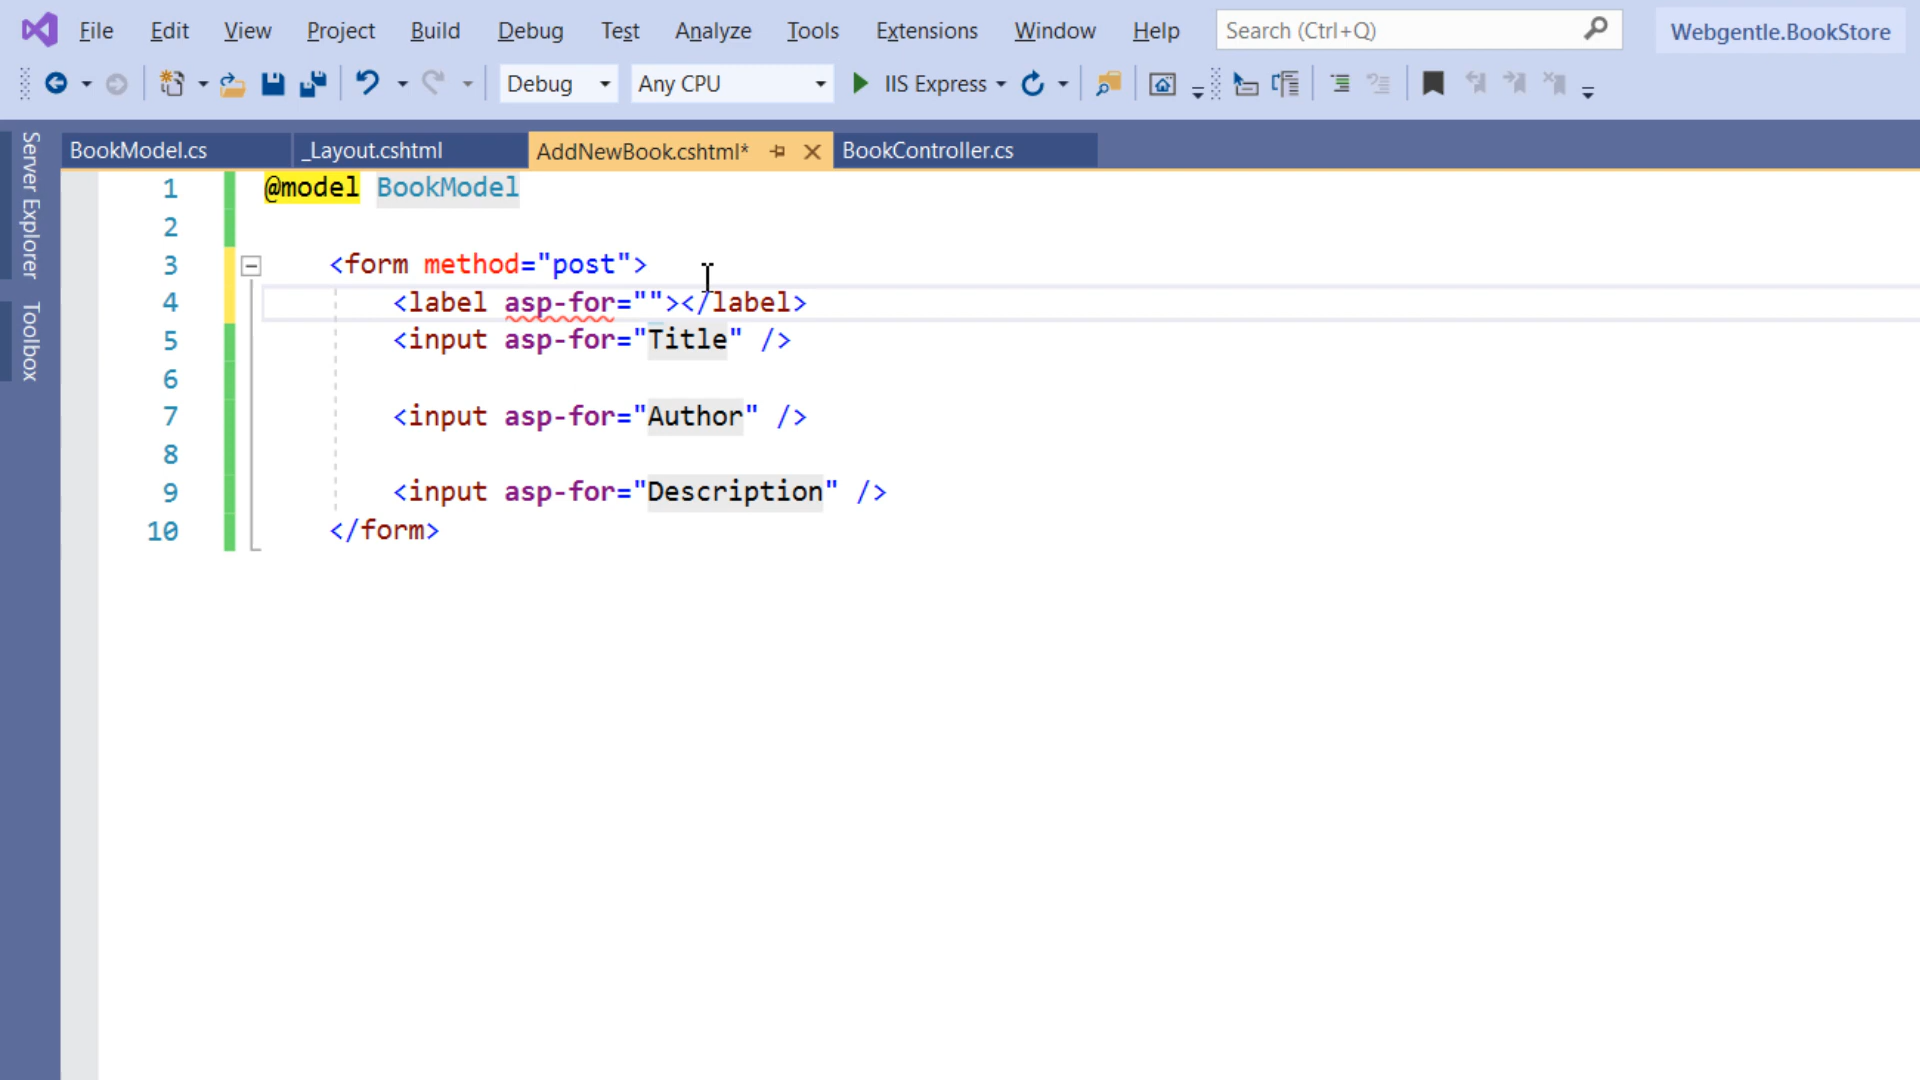 File Edit View Project Build Debug Test Analyze Tools Extensions Window Help Search (Ctrl+Q) Webgentle.BookStore
Debug Any CPU IIS Express
BookModel.cs _Layout.cshtml AddNewBook.cshtml* BookController.cs
Server Explorer
Toolbox
1 @model BookModel
2
3 <form method="post">
4 <label asp-for=""></label>
5 <input asp-for="Title" />
6
7 <input asp-for="Author" />
8
9 <input asp-for="Description" />
10 </form>